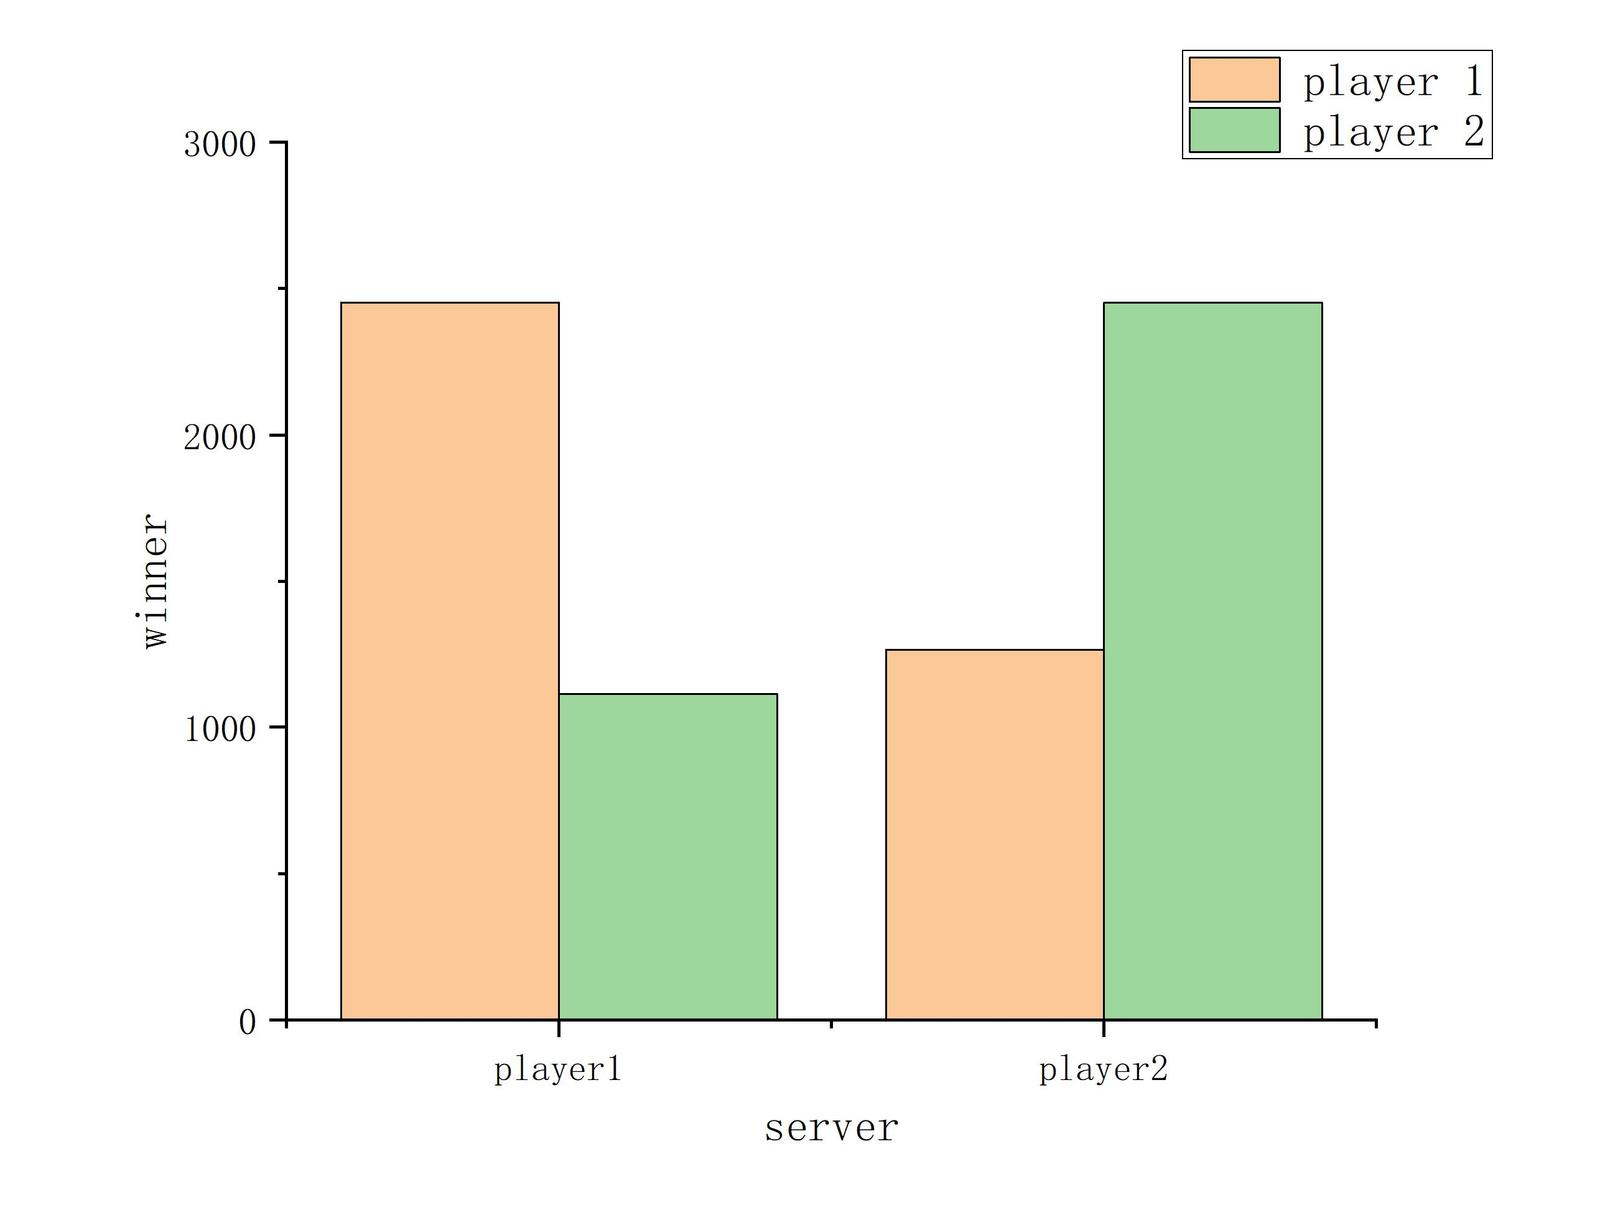 player 1
player 2
3000
2000
1000
0
winner
player1 player2
server